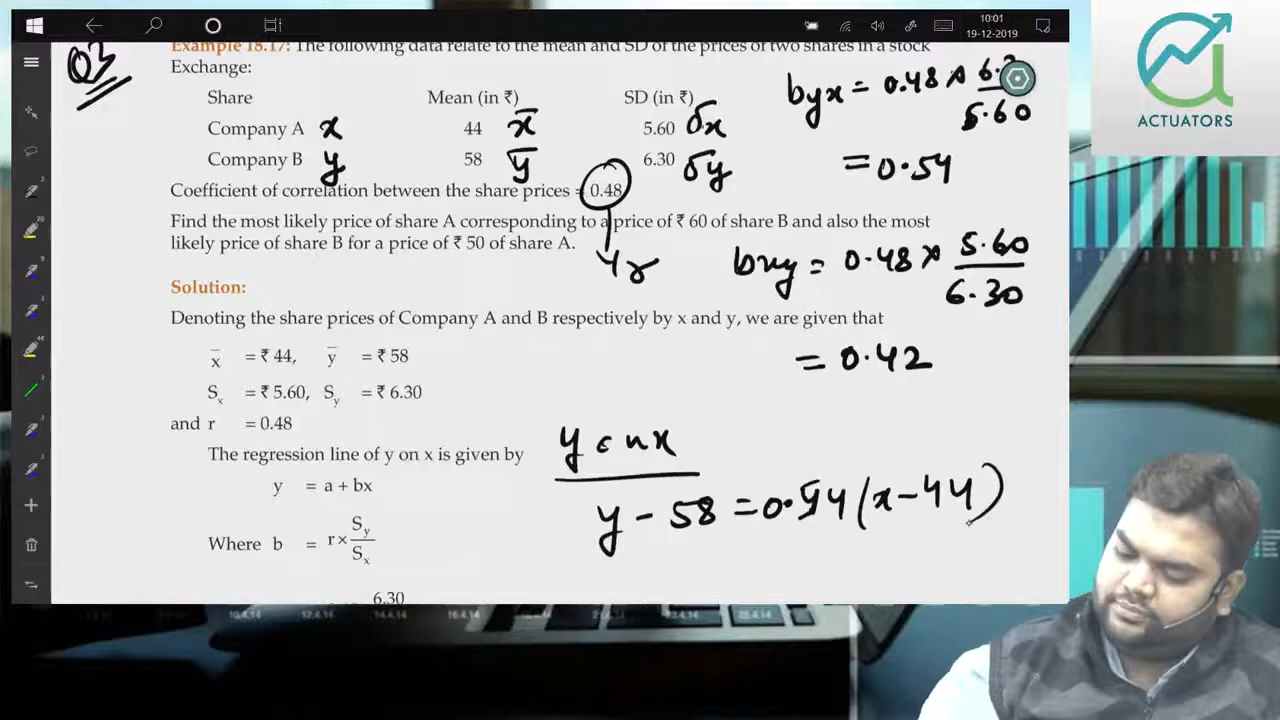 10:01
19-12-2019
Q3
Example 18.17: The following data relate to the mean and SD of the prices of two shares in a stock
Exchange:
Share Mean (in ₹) SD (in ₹)
Company A x 44 x̄ 5.60 σx
Company B y 58 ȳ 6.30 σy
Coefficient of correlation between the share prices = 0.48
r
Find the most likely price of share A corresponding to a price of ₹ 60 of share B and also the most
likely price of share B for a price of ₹ 50 of share A.
Solution:
Denoting the share prices of Company A and B respectively by x and y, we are given that
x̄ = ₹ 44, ȳ = ₹ 58
Sx = ₹ 5.60, Sy = ₹ 6.30
and r = 0.48
The regression line of y on x is given by
y = a + bx
Where b = r × Sy / Sx
6.30
byx = 0.48 × 6.3 / 5.60
= 0.54
bxy = 0.48 × 5.60 / 6.30
= 0.42
y on x
y - 58 = 0.54 (x - 44)
ACTUATORS